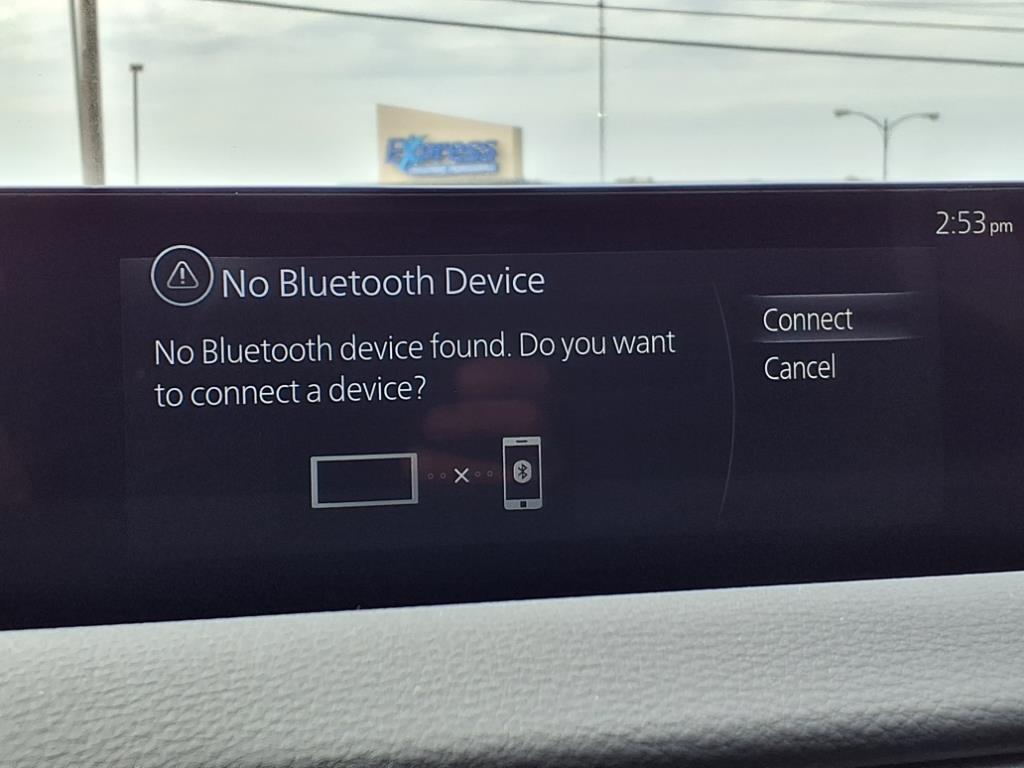 Express
2:53 pm
No Bluetooth Device
No Bluetooth device found. Do you want
to connect a device?
Connect
Cancel